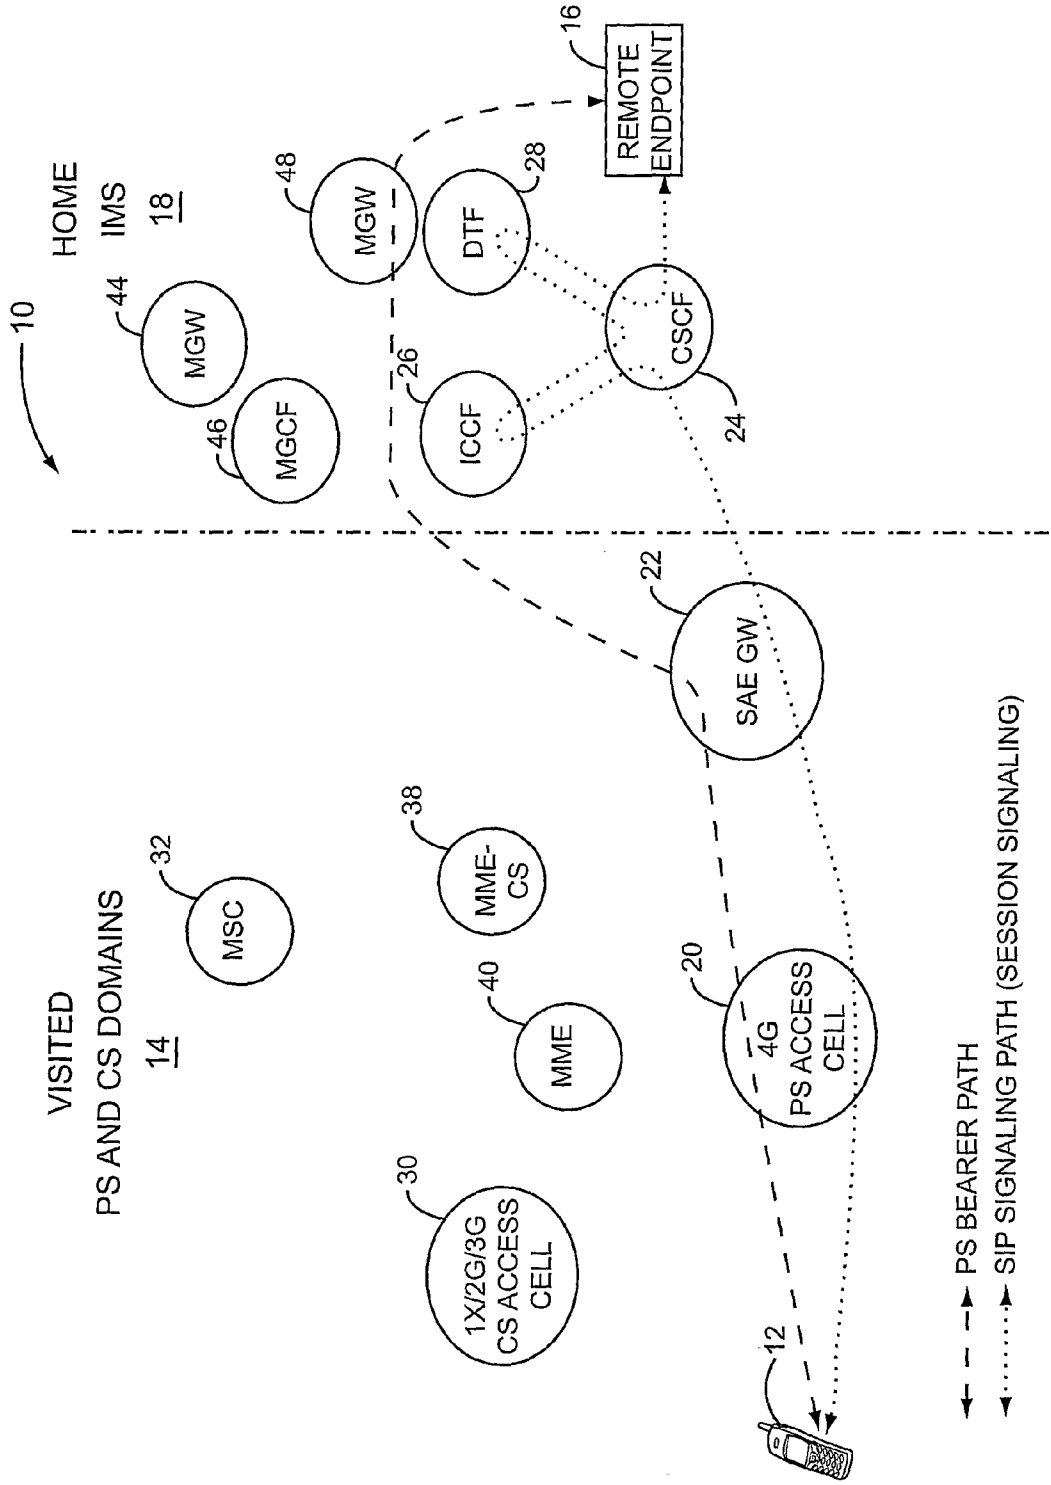 10
VISITED
PS AND CS DOMAINS
14
HOME
IMS
18
32
MSC
44
MGW
46
MGCF
48
MGW
30
1X/2G/3G
CS ACCESS
CELL
40
MME
38
MME-
CS
26
ICCF
28
DTF
16
REMOTE
ENDPOINT
12
20
4G
PS ACCESS
CELL
22
SAE GW
24
CSCF
PS BEARER PATH
SIP SIGNALING PATH (SESSION SIGNALING)